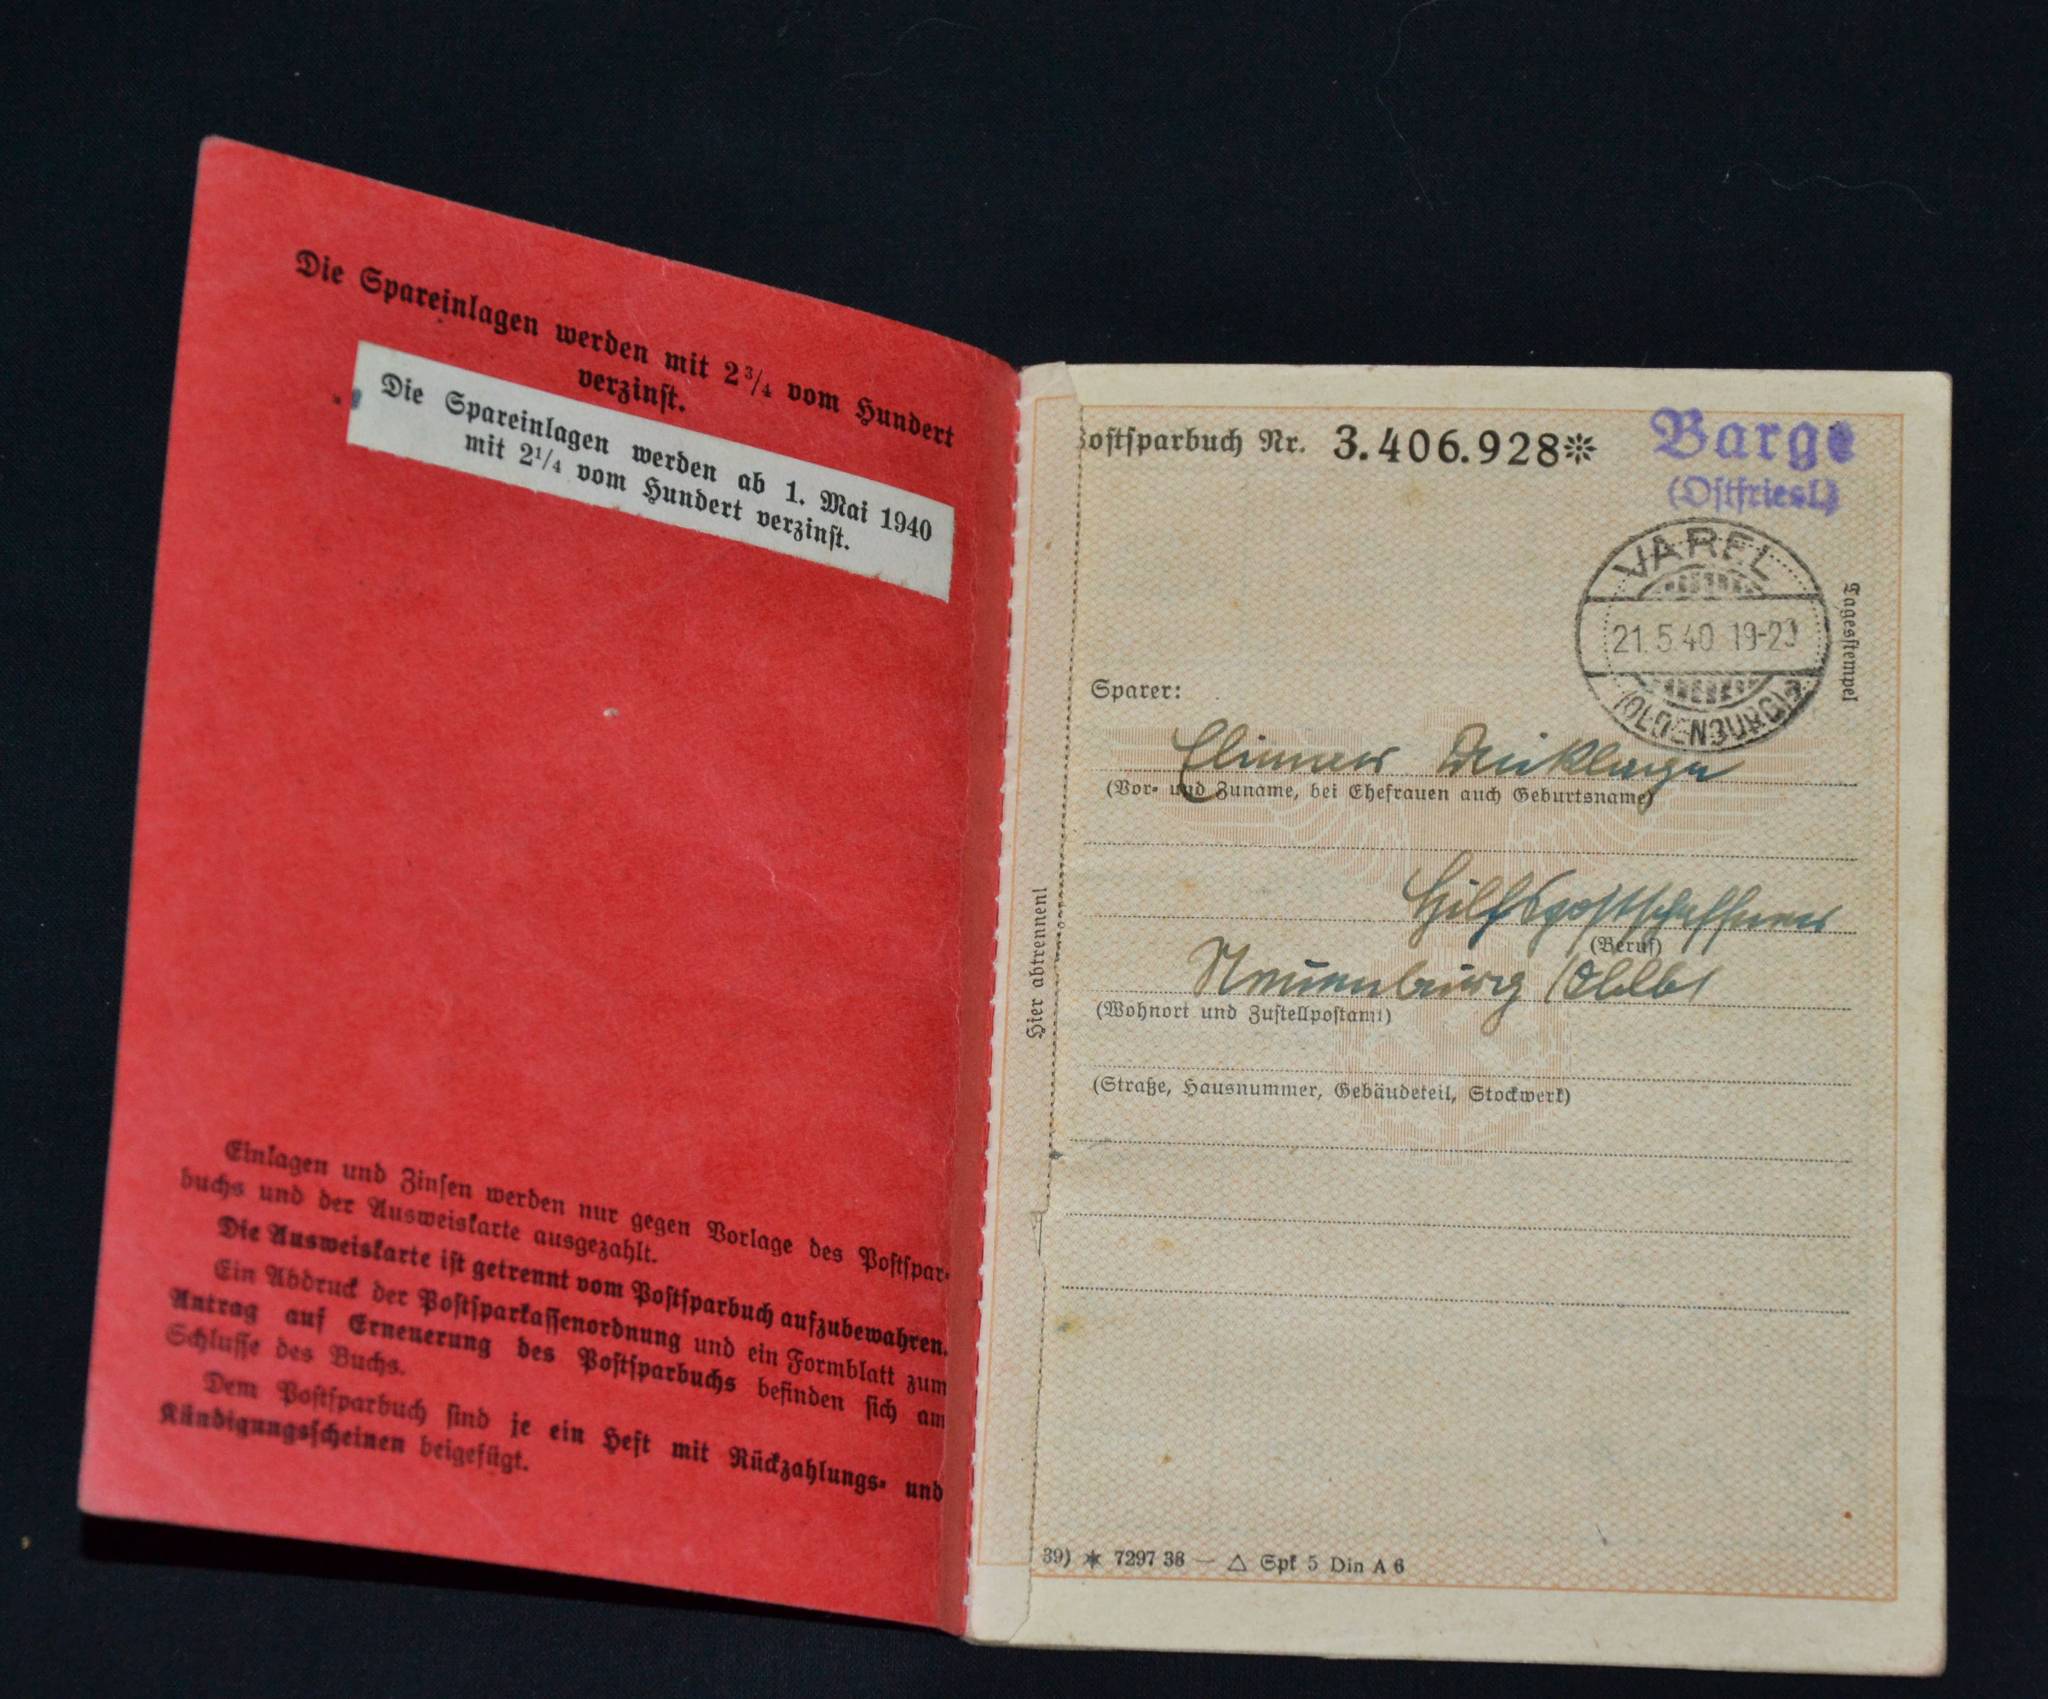 Die Spareinlagen werden mit 2¾ vom Hundert
verzinst.
Die Spareinlagen werden ab 1. Mai 1940
mit 2¼ vom Hundert verzinst.
Einlagen und Zinsen werden nur gegen Vorlage des Postspar-
buchs und der Ausweiskarte ausgezahlt.
Die Ausweiskarte ist getrennt vom Postsparbuch aufzubewahren.
Ein Abdruck der Postsparkassenordnung und ein Formblatt zum
Antrag auf Erneuerung des Postsparbuchs befinden sich am
Schlusse des Buchs.
Dem Postsparbuch sind je ein Heft mit Rückzahlungs- und
Kündigungsscheinen beigefügt.
Postsparbuch Nr. 3.406.928*
Barge
(Ostfriesl.)
VAREL
21.5.40 19-20
(OLDENBURG)
Tagesstempel
Sparer:
(Vor- und Zuname, bei Ehefrauen auch Geburtsname)
Hilfspostschaffner
(Beruf)
Neuenburg (Oldb)
(Wohnort und Zustellpostamt)
(Straße, Hausnummer, Gebäudeteil, Stockwerk)
Hier abtrennen!
39) * 7297 38 — △ Spk 5 Din A 6